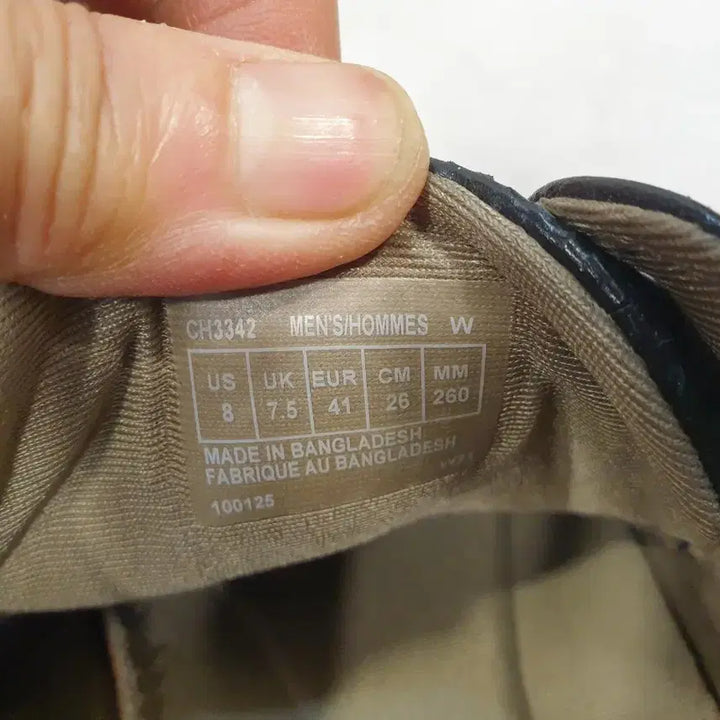 CH3342 MEN'S/HOMMES W
US UK EUR CM MM
8 7.5 41 26 260
MADE IN BANGLADESH
FABRIQUE AU BANGLADESH
100125